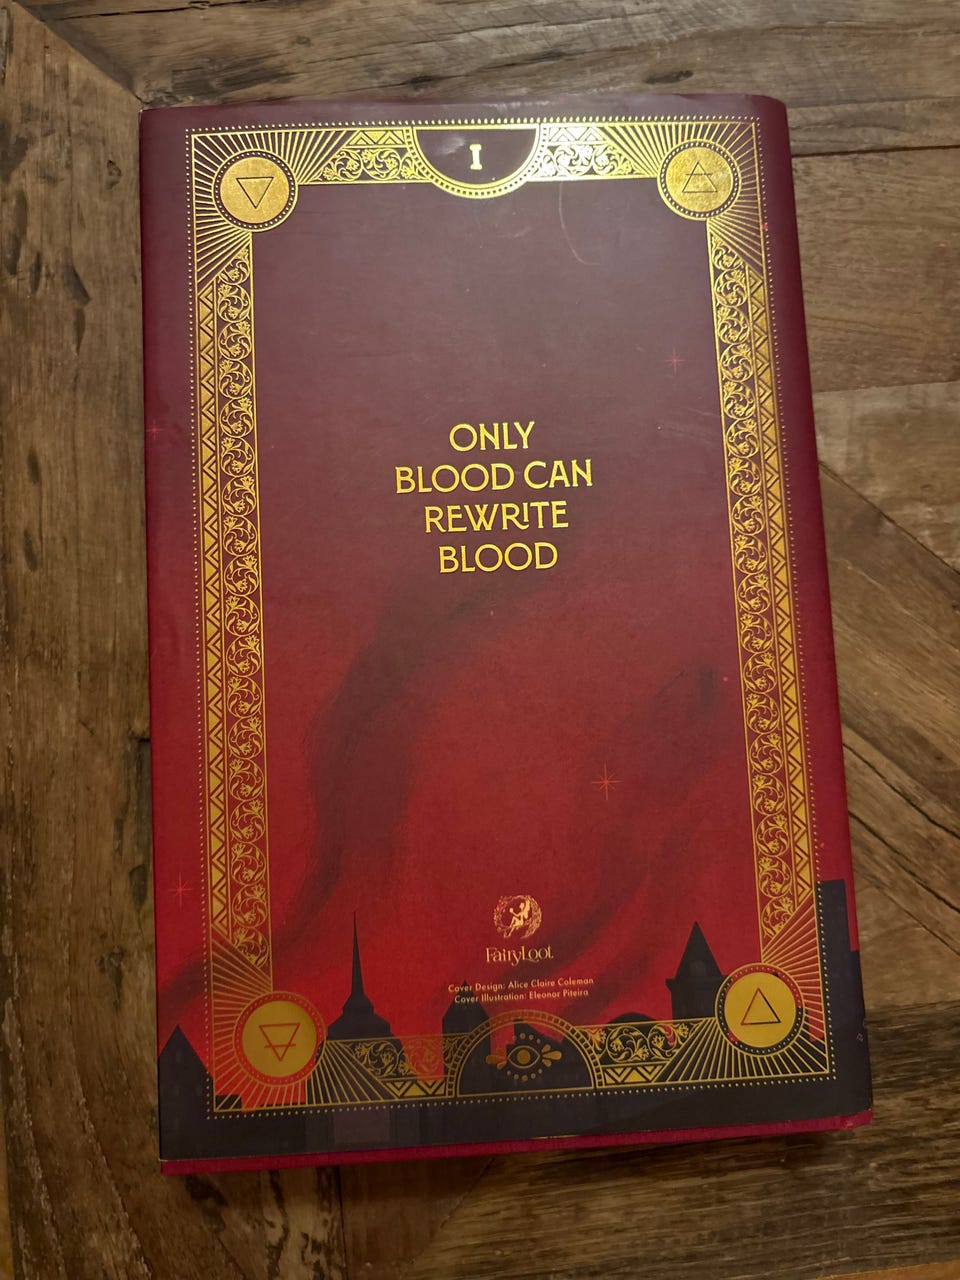 I
ONLY
BLOOD CAN
REWRITE
BLOOD
FairyLoot
Cover Design: Alice Claire Coleman
Cover Illustration: Eleonor Piteira